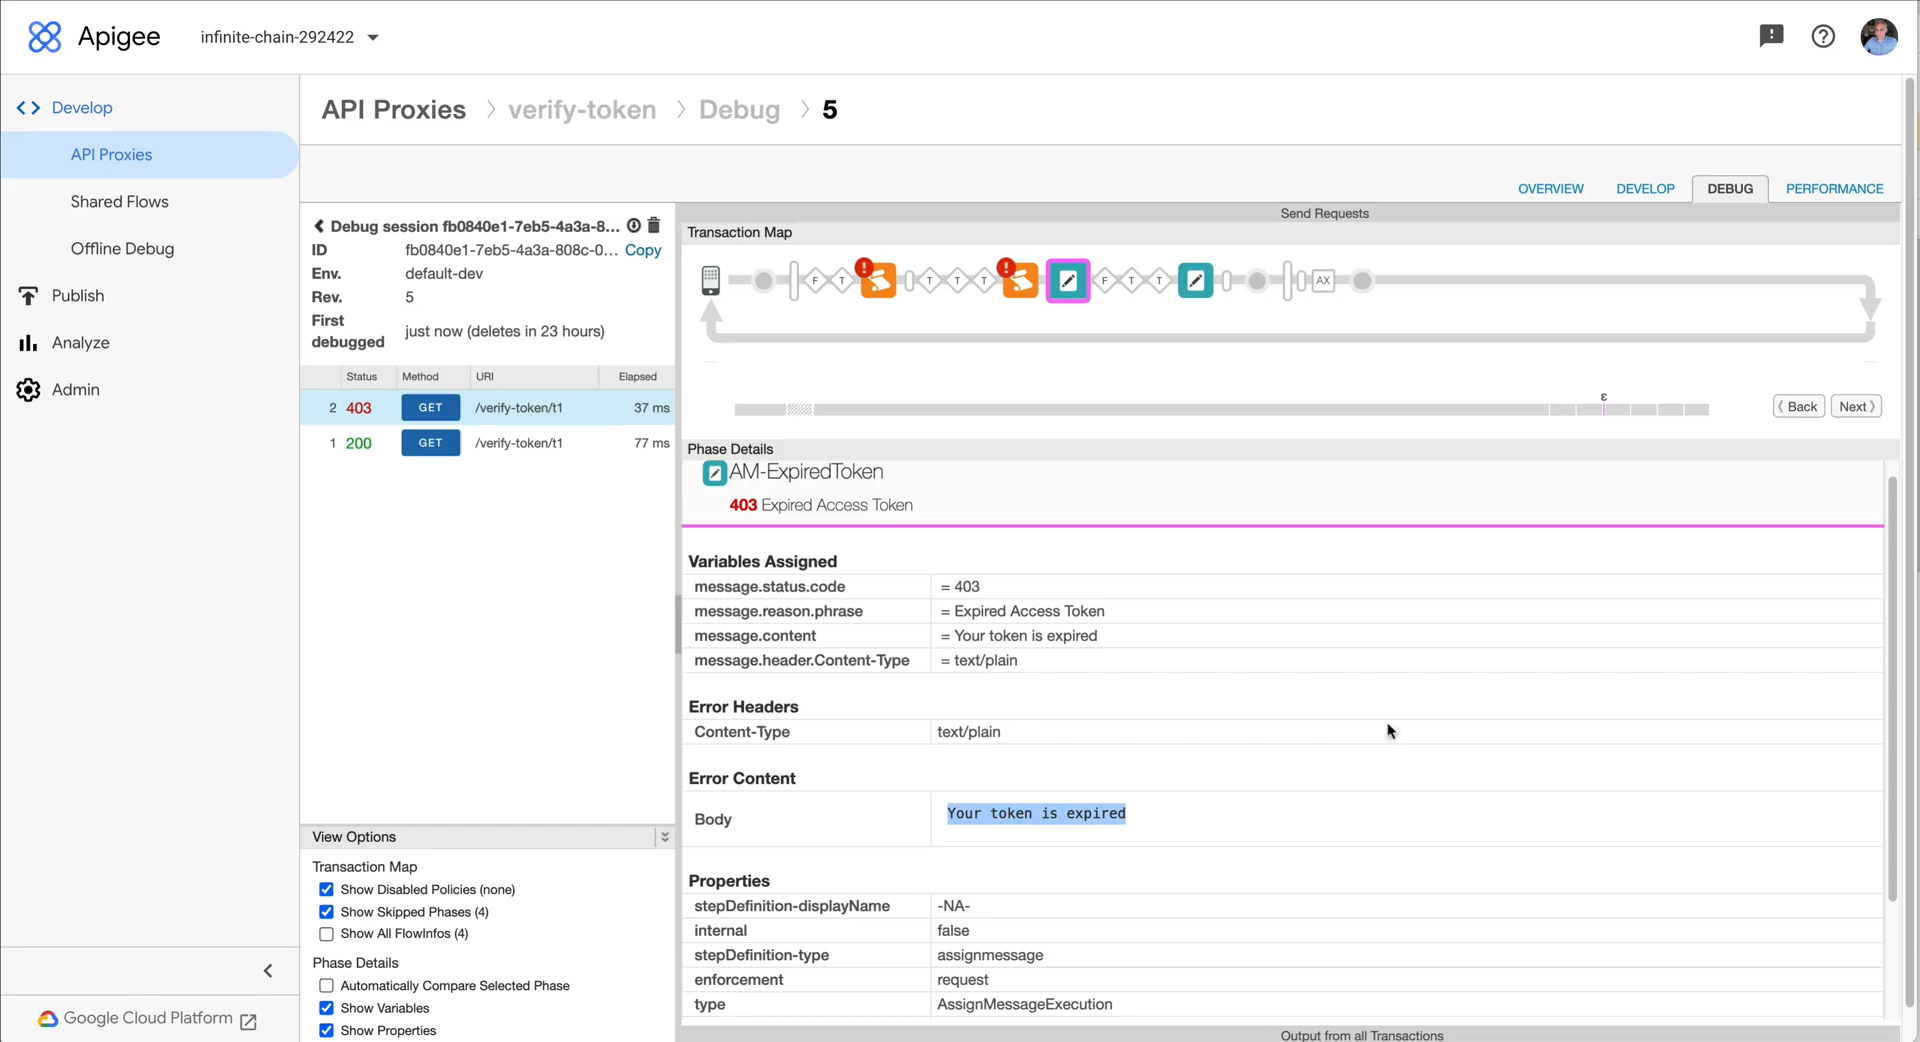 Apigee
infinite-chain-292422
Develop
API Proxies
Shared Flows
Offline Debug
Publish
Analyze
Admin
Google Cloud Platform
API Proxies > verify-token > Debug > 5
OVERVIEW DEVELOP DEBUG PERFORMANCE
Debug session fb0840e1-7eb5-4a3a-8...
ID fb0840e1-7eb5-4a3a-808c-0... Copy
Env. default-dev
Rev. 5
First debugged just now (deletes in 23 hours)
Status Method URI Elapsed
2 403 GET /verify-token/t1 37 ms
1 200 GET /verify-token/t1 77 ms
View Options
Transaction Map
Show Disabled Policies (none)
Show Skipped Phases (4)
Show All FlowInfos (4)
Phase Details
Automatically Compare Selected Phase
Show Variables
Show Properties
Send Requests
Transaction Map
F T ! T T T ! F T T AX
ε
Back Next
Phase Details
AM-ExpiredToken
403 Expired Access Token
Variables Assigned
message.status.code = 403
message.reason.phrase = Expired Access Token
message.content = Your token is expired
message.header.Content-Type = text/plain
Error Headers
Content-Type text/plain
Error Content
Body Your token is expired
Properties
stepDefinition-displayName -NA-
internal false
stepDefinition-type assignmessage
enforcement request
type AssignMessageExecution
Output from all Transactions